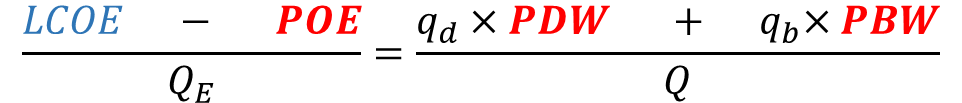 LCOE − POE / Q_E = q_d × PDW + q_b × PBW / Q